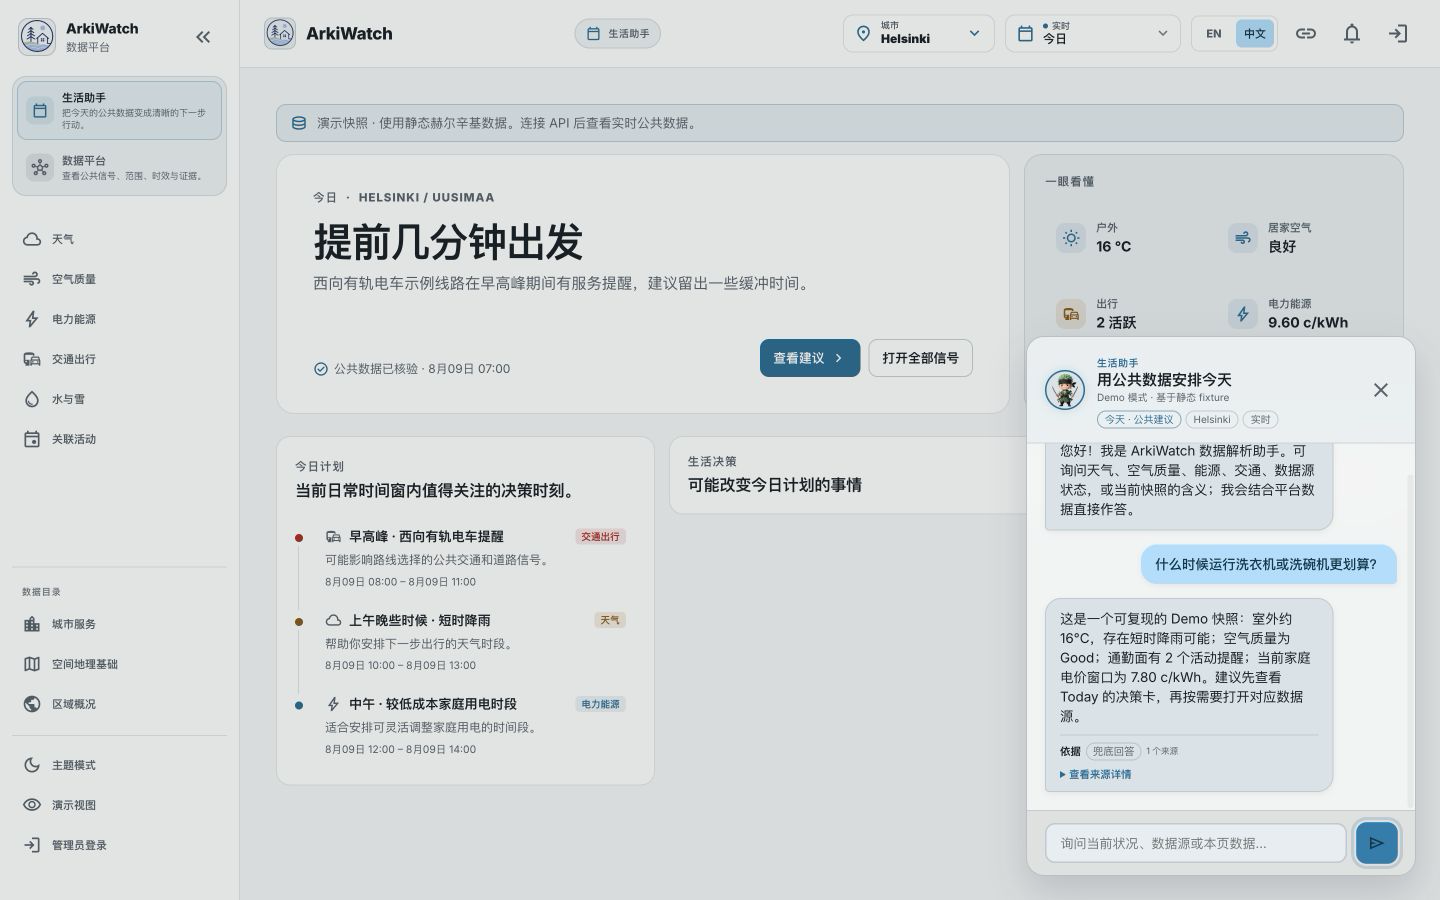 ArkiWatch
数据平台
生活助手
把今天的公共数据变成清晰的下一步
行动。
数据平台
查看公共信号、范围、时效与证据。
天气
空气质量
电力能源
交通出行
水与雪
关联活动
数据目录
城市服务
空间地理基础
区域概况
主题模式
演示视图
管理员登录
ArkiWatch
生活助手
城市
Helsinki
实时
今日
EN
中文
演示快照 · 使用静态赫尔辛基数据。连接 API 后查看实时公共数据。
今日 · HELSINKI / UUSIMAA
提前几分钟出发
西向有轨电车示例线路在早高峰期间有服务提醒，建议留出一些缓冲时间。
公共数据已核验 · 8月09日 07:00
查看建议
打开全部信号
一眼看懂
户外
16 °C
居家空气
良好
出行
2 活跃
电力能源
9.60 c/kWh
今日计划
当前日常时间窗内值得关注的决策时刻。
早高峰 · 西向有轨电车提醒
交通出行
可能影响路线选择的公共交通和道路信号。
8月09日 08:00 – 8月09日 11:00
上午晚些时候 · 短时降雨
天气
帮助你安排下一步出行的天气时段。
8月09日 10:00 – 8月09日 13:00
中午 · 较低成本家庭用电时段
电力能源
适合安排可灵活调整家庭用电的时间段。
8月09日 12:00 – 8月09日 14:00
生活决策
可能改变今日计划的事情
生活助手
用公共数据安排今天
Demo 模式 · 基于静态 fixture
今天 · 公共建议
Helsinki
实时
您好！我是 ArkiWatch 数据解析助手。可
询问天气、空气质量、能源、交通、数据源
状态，或当前快照的含义；我会结合平台数
据直接作答。
什么时候运行洗衣机或洗碗机更划算？
这是一个可复现的 Demo 快照：室外约
16°C，存在短时降雨可能；空气质量为
Good；通勤面有 2 个活动提醒；当前家庭
电价窗口为 7.80 c/kWh。建议先查看
Today 的决策卡，再按需要打开对应数据
源。
依据
兜底回答
1 个来源
查看来源详情
询问当前状况、数据源或本页数据...